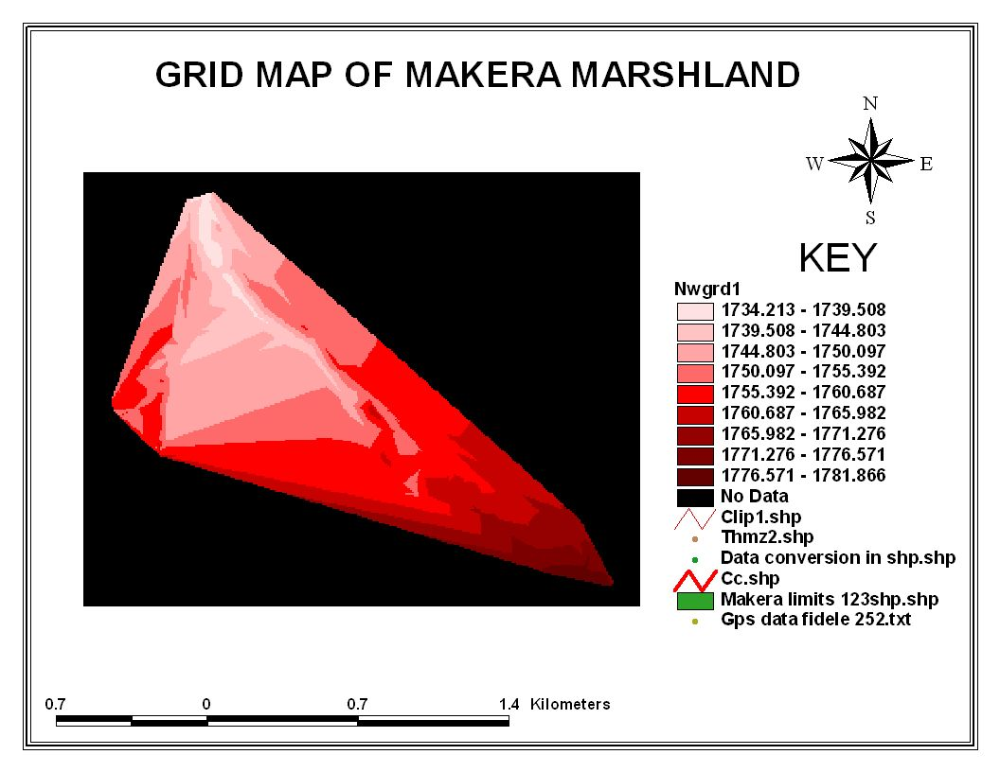 GRID MAP OF MAKERA MARSHLAND
N
W E
S
KEY
Nwgrd1
1734.213 - 1739.508
1739.508 - 1744.803
1744.803 - 1750.097
1750.097 - 1755.392
1755.392 - 1760.687
1760.687 - 1765.982
1765.982 - 1771.276
1771.276 - 1776.571
1776.571 - 1781.866
No Data
Clip1.shp
Thmz2.shp
Data conversion in shp.shp
Cc.shp
Makera limits 123shp.shp
Gps data fidele 252.txt
0.7 0 0.7 1.4 Kilometers